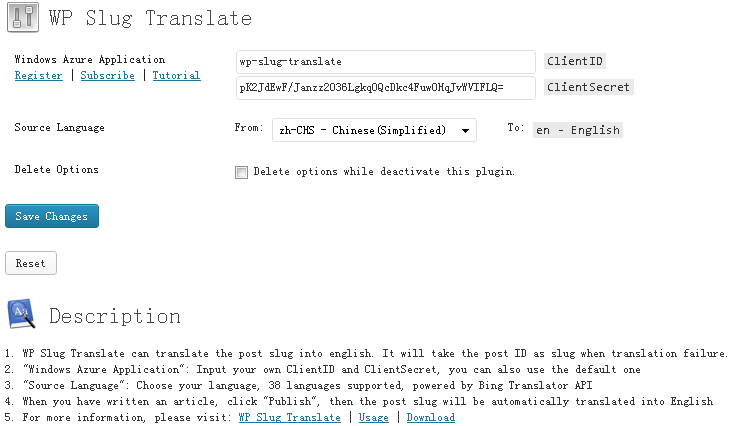 WP Slug Translate
Windows Azure Application
wp-slug-translate
ClientID
Register | Subscribe | Tutorial
pK2JdEwF/Janzz2036Lgkq0QcDkc4FuwOHqJvWVIFLQ=
ClientSecret
Source Language
From: zh-CHS - Chinese(Simplified)
To: en - English
Delete Options
Delete options while deactivate this plugin.
Save Changes
Reset
Description
1. WP Slug Translate can translate the post slug into english. It will take the post ID as slug when translation failure.
2. "Windows Azure Application": Input your own ClientID and ClientSecret, you can also use the default one
3. "Source Language": Choose your language, 38 languages supported, powered by Bing Translator API
4. When you have written an article, click "Publish", then the post slug will be automatically translated into English
5. For more information, please visit: WP Slug Translate | Usage | Download